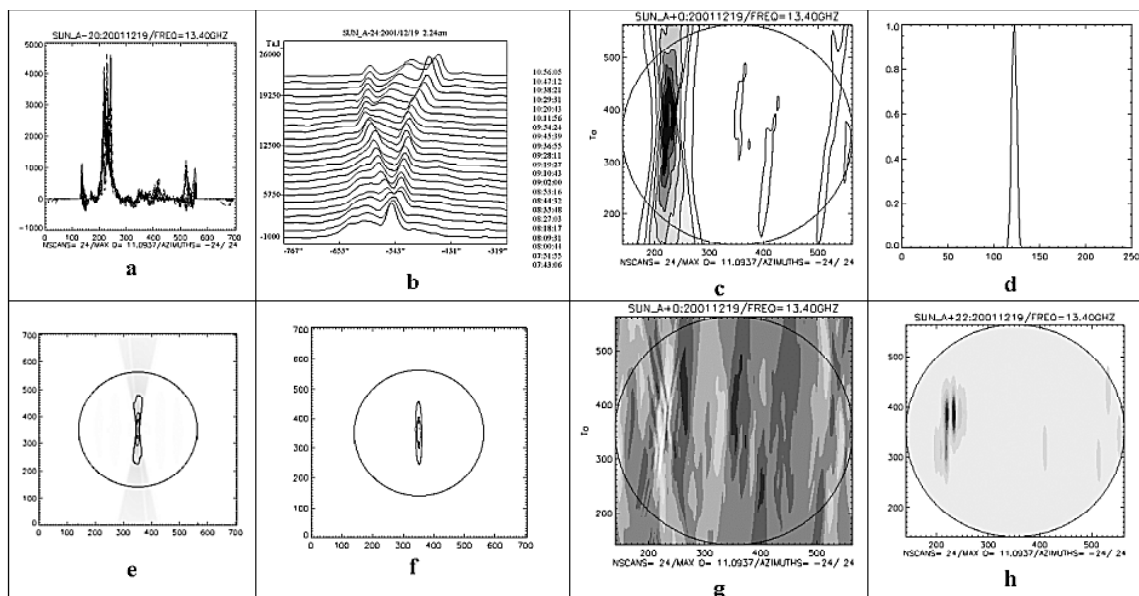 SUN_A-20:20011219/FREQ=13.40GHZ
5000
4000
3000
2000
1000
0
-1000
0 100 200 300 400 500 600 700
NSCANS= 24/MAX D= 11.0937/AZIMUTHS= -24/ 24
a
SUN_A-24:2001/12/19 2.24cm
26000
19250
12500
5750
-1000
-767" -655" -543" -431" -319"
10:56:05
10:47:12
10:38:21
10:29:31
10:20:43
10:11:56
09:54:24
09:45:39
09:36:55
09:28:11
09:19:27
09:10:43
09:02:00
08:53:16
08:44:32
08:35:48
08:27:03
08:18:17
08:09:31
08:00:41
07:51:55
07:43:06
b
SUN_A+0:20011219/FREQ=13.40GHZ
To
500
400
300
200
200 300 400 500
NSCANS= 24/MAX D= 11.0937/AZIMUTHS= -24/ 24
c
1.0
0.8
0.6
0.4
0.2
0.0
0 50 100 150 200 250
d
700
600
500
400
300
200
100
0
0 100 200 300 400 500 600 700
e
700
600
500
400
300
200
100
0
0 100 200 300 400 500 600 700
f
SUN_A+0:20011219/FREQ=13.40GHZ
To
500
400
300
200
200 300 400 500
NSCANS= 24/MAX D= 11.0937/AZIMUTHS= -24/ 24
g
SUN_A+22:20011219/FREQ=13.40GHZ
500
400
300
200
200 300 400 500
NSCANS= 24/MAX D= 11.0937/AZIMUTHS= -24/ 24
h